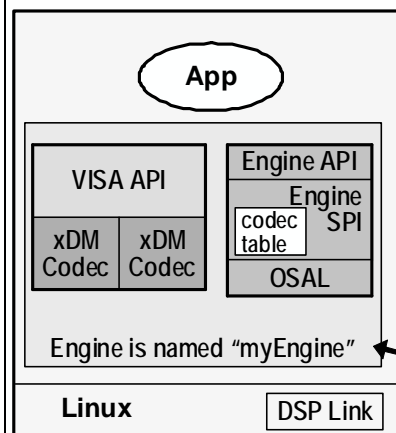 App
VISA API
xDM
Codec
xDM
Codec
Engine API
Engine
SPI
codec
table
OSAL
Engine is named “myEngine”
Linux
DSP Link